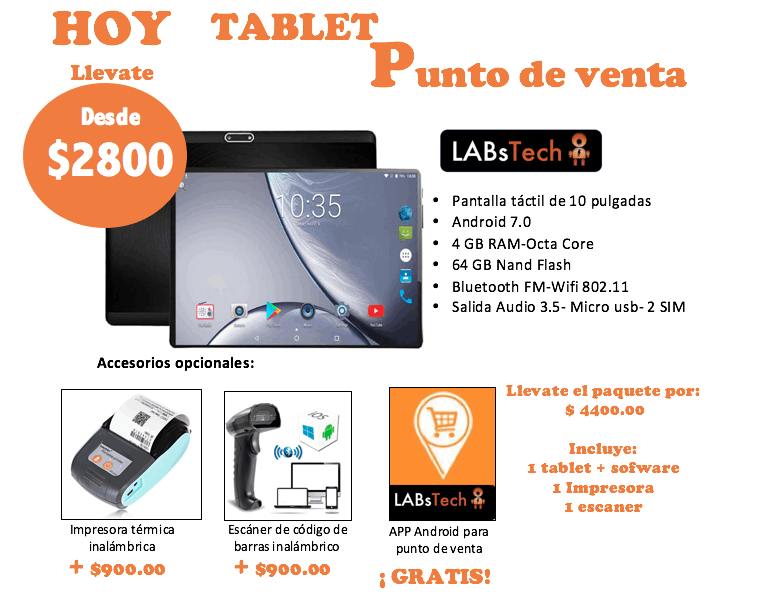 HOY TABLET
Punto de venta
Llevate
Desde
$2800
LABsTech
• Pantalla táctil de 10 pulgadas
• Android 7.0
• 4 GB RAM-Octa Core
• 64 GB Nand Flash
• Bluetooth FM-Wifi 802.11
• Salida Audio 3.5- Micro usb- 2 SIM
10:35
YouTube
Accesorios opcionales:
iOS
LABsTech
Impresora térmica
inalámbrica
+ $900.00
Escáner de código de
barras inalámbrico
+ $900.00
APP Android para
punto de venta
¡ GRATIS!
Llevate el paquete por:
$ 4400.00
Incluye:
1 tablet + sofware
1 Impresora
1 escaner